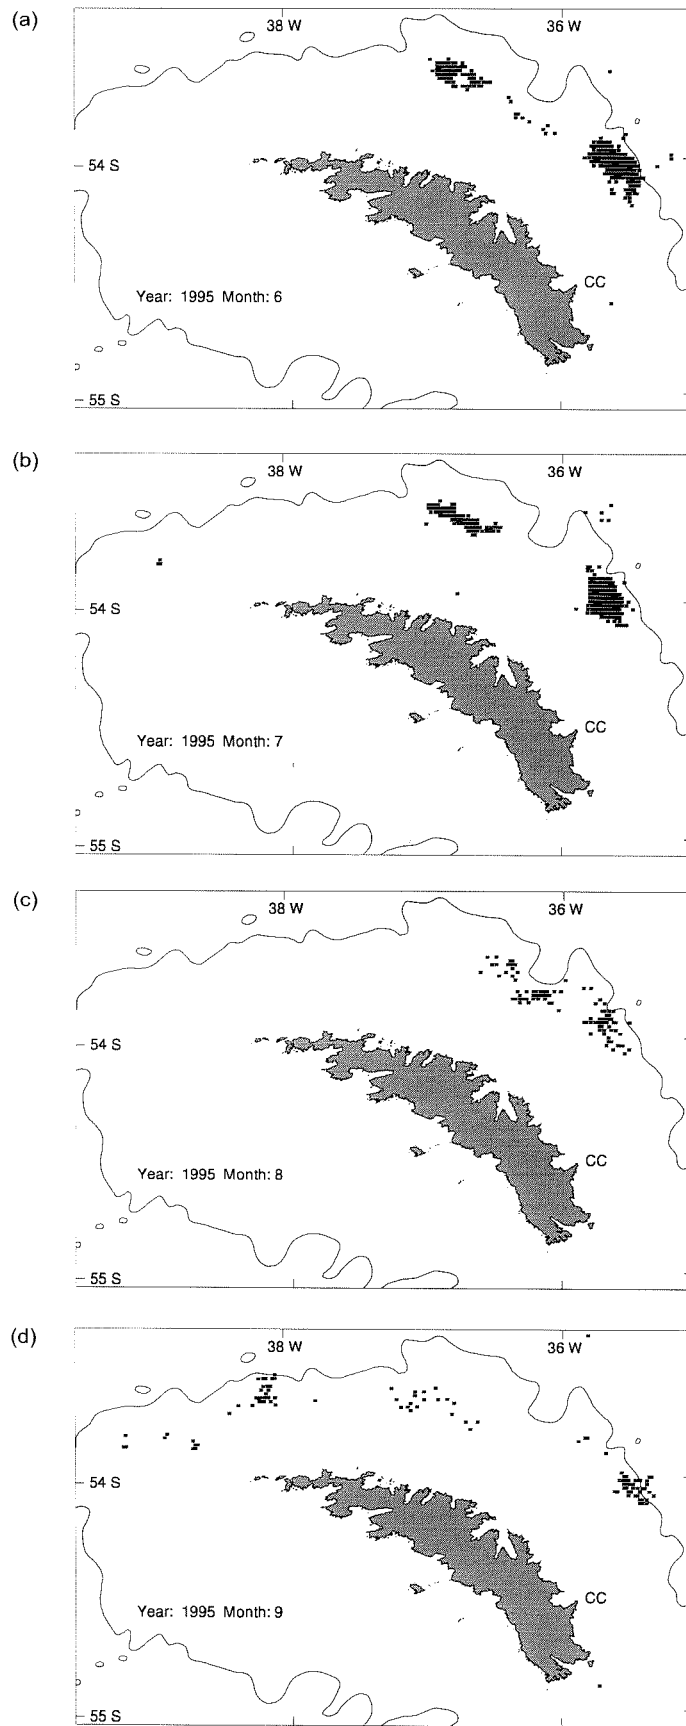 (a)
38 W
36 W
54 S
CC
Year: 1995 Month: 6
55 S
(b)
38 W
36 W
54 S
CC
Year: 1995 Month: 7
55 S
(c)
38 W
36 W
54 S
CC
Year: 1995 Month: 8
55 S
(d)
38 W
36 W
54 S
CC
Year: 1995 Month: 9
55 S